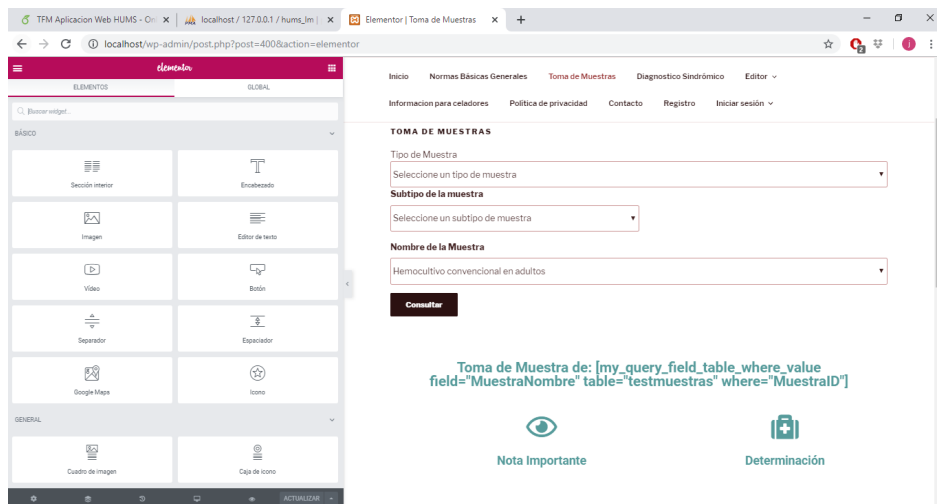 TFM Aplicacion Web HUMS - On
localhost / 127.0.0.1 / hums_lm |
Elementor | Toma de Muestras
localhost/wp-admin/post.php?post=400&action=elementor
2
j
elementor
ELEMENTOS GLOBAL
Buscar widget...
BÁSICO
Sección interior Encabezado
Imagen Editor de texto
Vídeo Botón
Separador Espaciador
Google Maps Icono
GENERAL
Cuadro de imagen Caja de icono
ACTUALIZAR
Inicio Normas Básicas Generales Toma de Muestras Diagnostico Sindrómico Editor
Informacion para celadores Política de privacidad Contacto Registro Iniciar sesión
TOMA DE MUESTRAS
Tipo de Muestra
Seleccione un tipo de muestra
Subtipo de la muestra
Seleccione un subtipo de muestra
Nombre de la Muestra
Hemocultivo convencional en adultos
Consultar
Toma de Muestra de: [my_query_field_table_where_value
field="MuestraNombre" table="testmuestras" where="MuestraID"]
Nota Importante Determinación